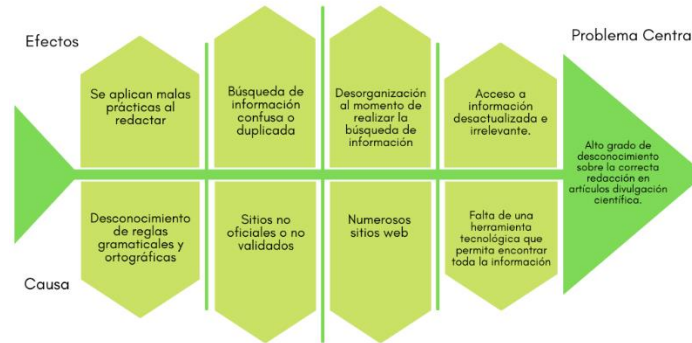 Efectos
Problema Centra
Se aplican malas
prácticas al
redactar
Búsqueda de
información
confusa o
duplicada
Desorganización
al momento de
realizar la
búsqueda de
información
Acceso a
información
desactualizada e
irrelevante.
Alto grado de
desconocimiento
sobre la correcta
redacción en
artículos divulgación
científica.
Desconocimiento
de reglas
gramaticales y
ortográficas
Sitios no
oficiales o no
validados
Numerosos
sitios web
Falta de una
herramienta
tecnológica que
permita encontrar
toda la información
Causa